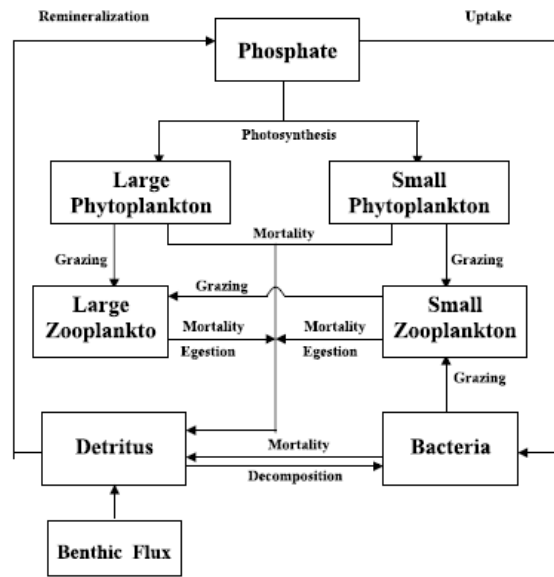 Remineralization
Uptake
Phosphate
Photosynthesis
Large
Phytoplankton
Small
Phytoplankton
Mortality
Grazing
Grazing
Grazing
Large
Zooplankto
Mortality
Egestion
Mortality
Egestion
Small
Zooplankton
Grazing
Detritus
Mortality
Decomposition
Bacteria
Benthic Flux